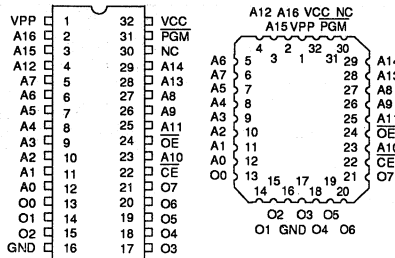 VPP 1 32 VCC
A16 2 31 PGM
A15 3 30 NC
A12 4 29 A14
A7 5 28 A13
A6 6 27 A8
A5 7 26 A9
A4 8 25 A11
A3 9 24 OE
A2 10 23 A10
A1 11 22 CE
A0 12 21 O7
O0 13 20 O6
O1 14 19 O5
O2 15 18 O4
GND 16 17 O3
A12 A16 VCC NC
A15 VPP PGM
4 2 32 30
A6 5 3 1 31 29 A14
A7 6 28 A13
A5 7 27 A8
A4 8 26 A9
A3 9 25 A11
A2 10 24 OE
A1 11 23 A10
A0 12 22 CE
O0 13 15 17 19 21 O7
14 16 18 20
O2 O3 O5
O1 GND O4 O6